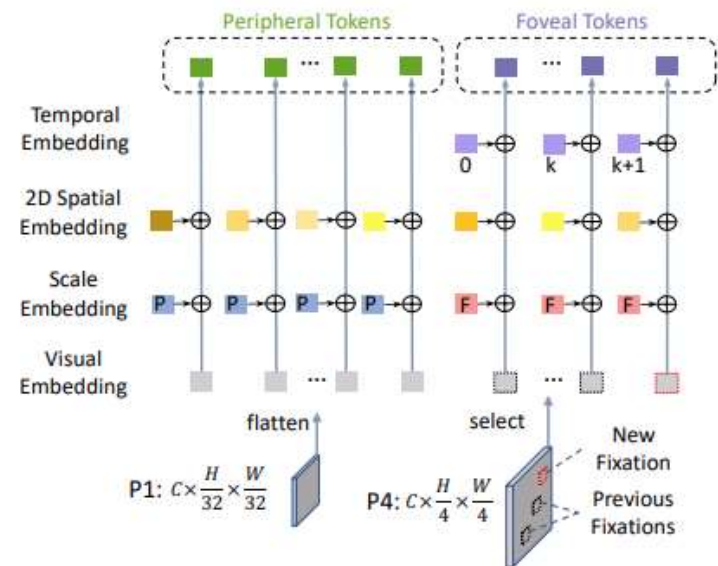 Peripheral Tokens
Foveal Tokens
...
...
Temporal
Embedding
0
k
k+1
2D Spatial
Embedding
Scale
Embedding
P
P
P
P
F
F
F
Visual
Embedding
...
...
flatten
select
New
Fixation
P1: C × H/32 × W/32
P4: C × H/4 × W/4
Previous
Fixations